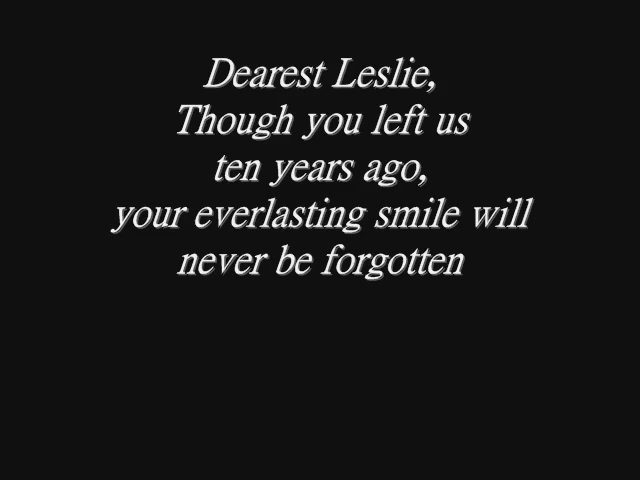 Dearest Leslie,
Though you left us
ten years ago,
your everlasting smile will
never be forgotten